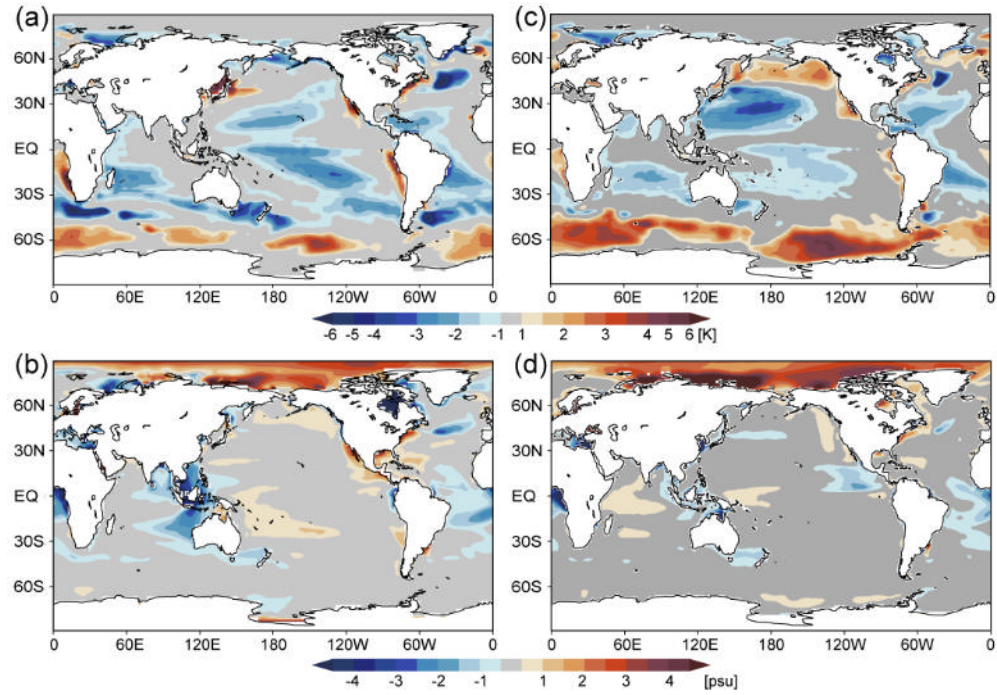 (a) (c)
60N 60N
30N 30N
EQ EQ
30S 30S
60S 60S
0 60E 120E 180 120W 60W 0 0 60E 120E 180 120W 60W 0
-6 -5 -4 -3 -2 -1 1 2 3 4 5 6 [K]
(b) (d)
60N 60N
30N 30N
EQ EQ
30S 30S
60S 60S
0 60E 120E 180 120W 60W 0 0 60E 120E 180 120W 60W 0
-4 -3 -2 -1 1 2 3 4 [psu]